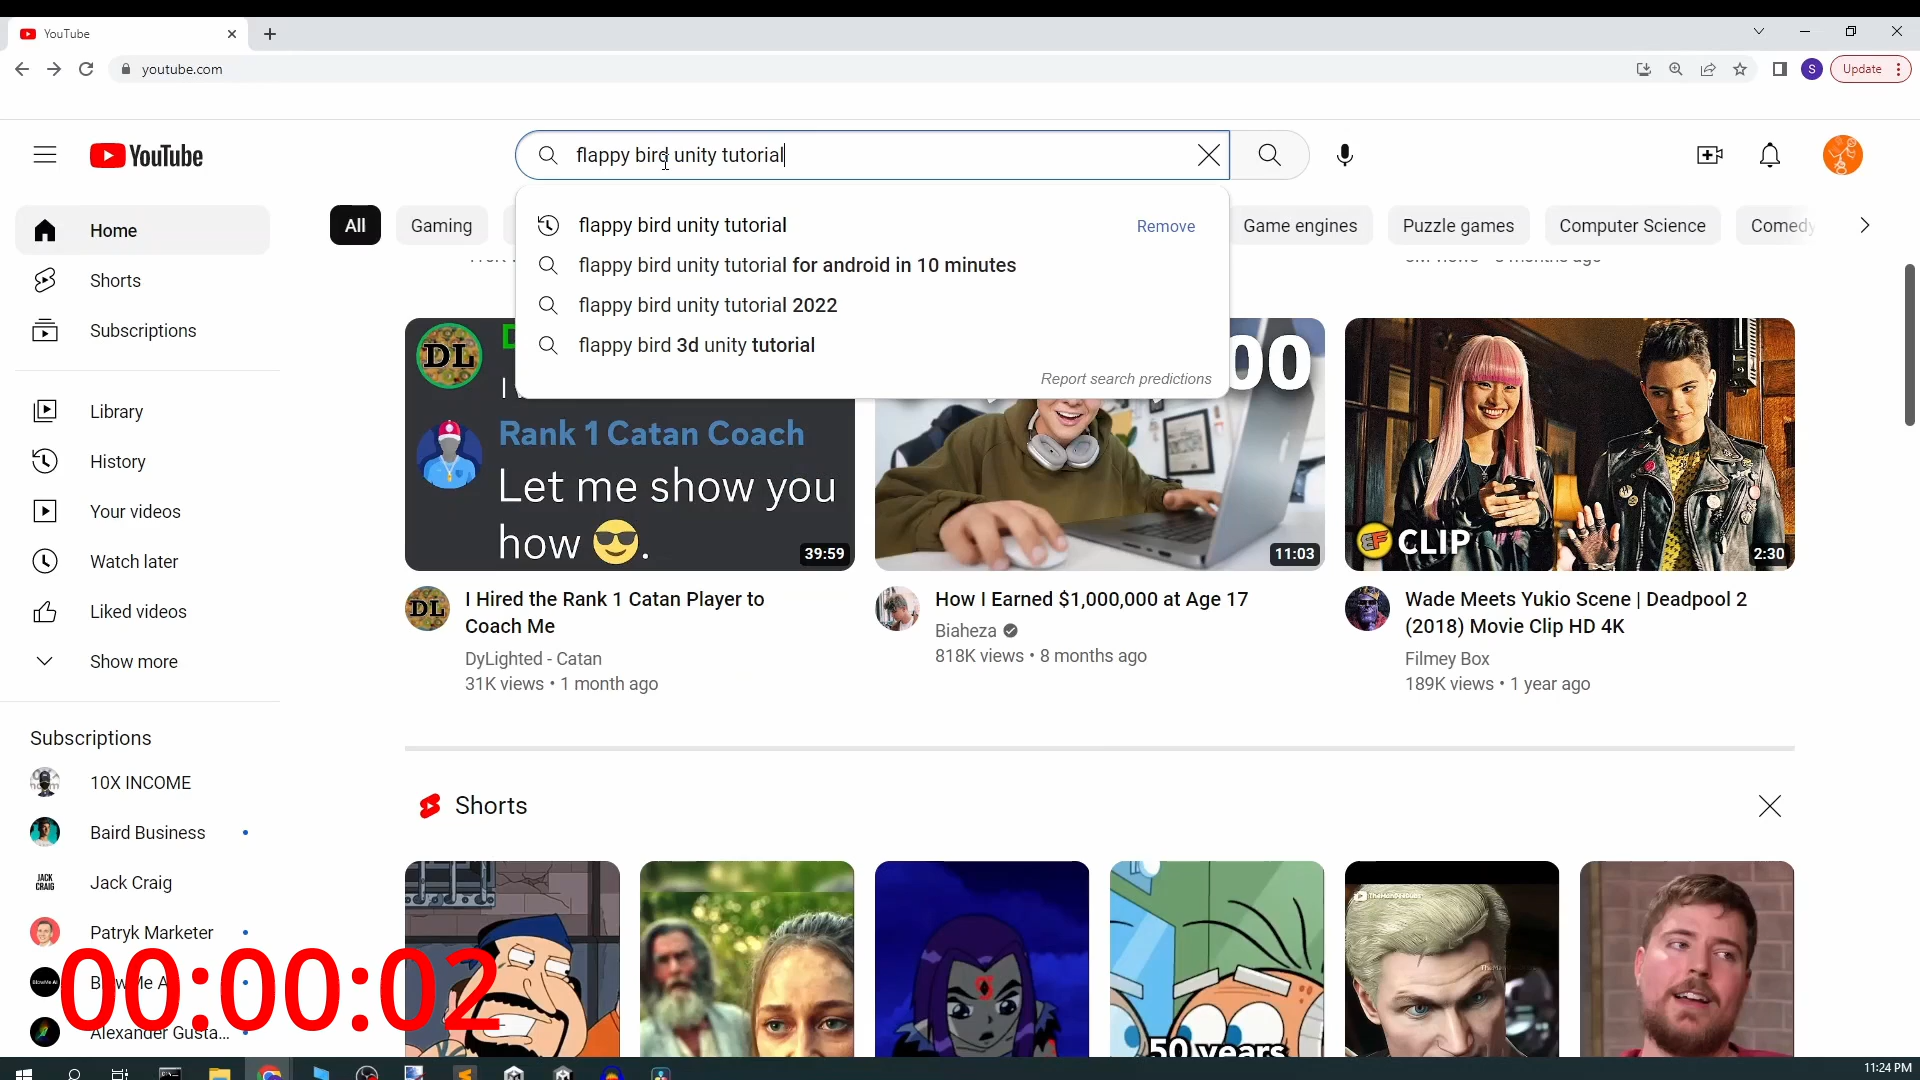 YouTube
youtube.com
S
Update
YouTube
flappy bird unity tutorial
flappy bird unity tutorial
Remove
flappy bird unity tutorial for android in 10 minutes
flappy bird unity tutorial 2022
flappy bird 3d unity tutorial
Report search predictions
All
Gaming
Game engines
Puzzle games
Computer Science
Comedy
Home
Shorts
Subscriptions
Library
History
Your videos
Watch later
Liked videos
Show more
DL
Rank 1 Catan Coach
Let me show you
how 😎.
39:59
00
11:03
CLIP
2:30
DL
I Hired the Rank 1 Catan Player to
Coach Me
DyLighted - Catan
31K views • 1 month ago
How I Earned $1,000,000 at Age 17
Biaheza
818K views • 8 months ago
Wade Meets Yukio Scene | Deadpool 2
(2018) Movie Clip HD 4K
Filmey Box
189K views • 1 year ago
Subscriptions
10X INCOME
Baird Business
JACK
CRAIG
Jack Craig
Patryk Marketer
Alexander Gusta...
00:00:02
Shorts
50 years
11:24 PM